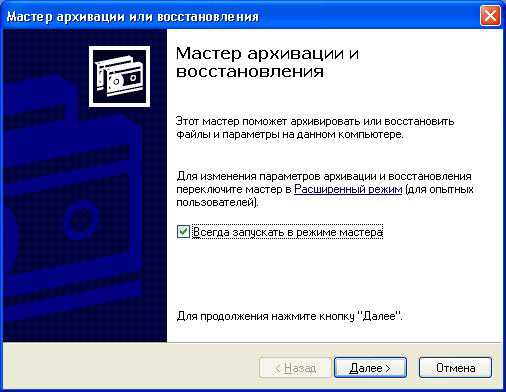 Мастер архивации или восстановления
Мастер архивации и
восстановления
Этот мастер поможет архивировать или восстановить
файлы и параметры на данном компьютере.
Для изменения параметров архивации и восстановления
переключите мастер в Расширенный режим (для опытных
пользователей).
Всегда запускать в режиме мастера
Для продолжения нажмите кнопку "Далее".
< Назад
Далее >
Отмена